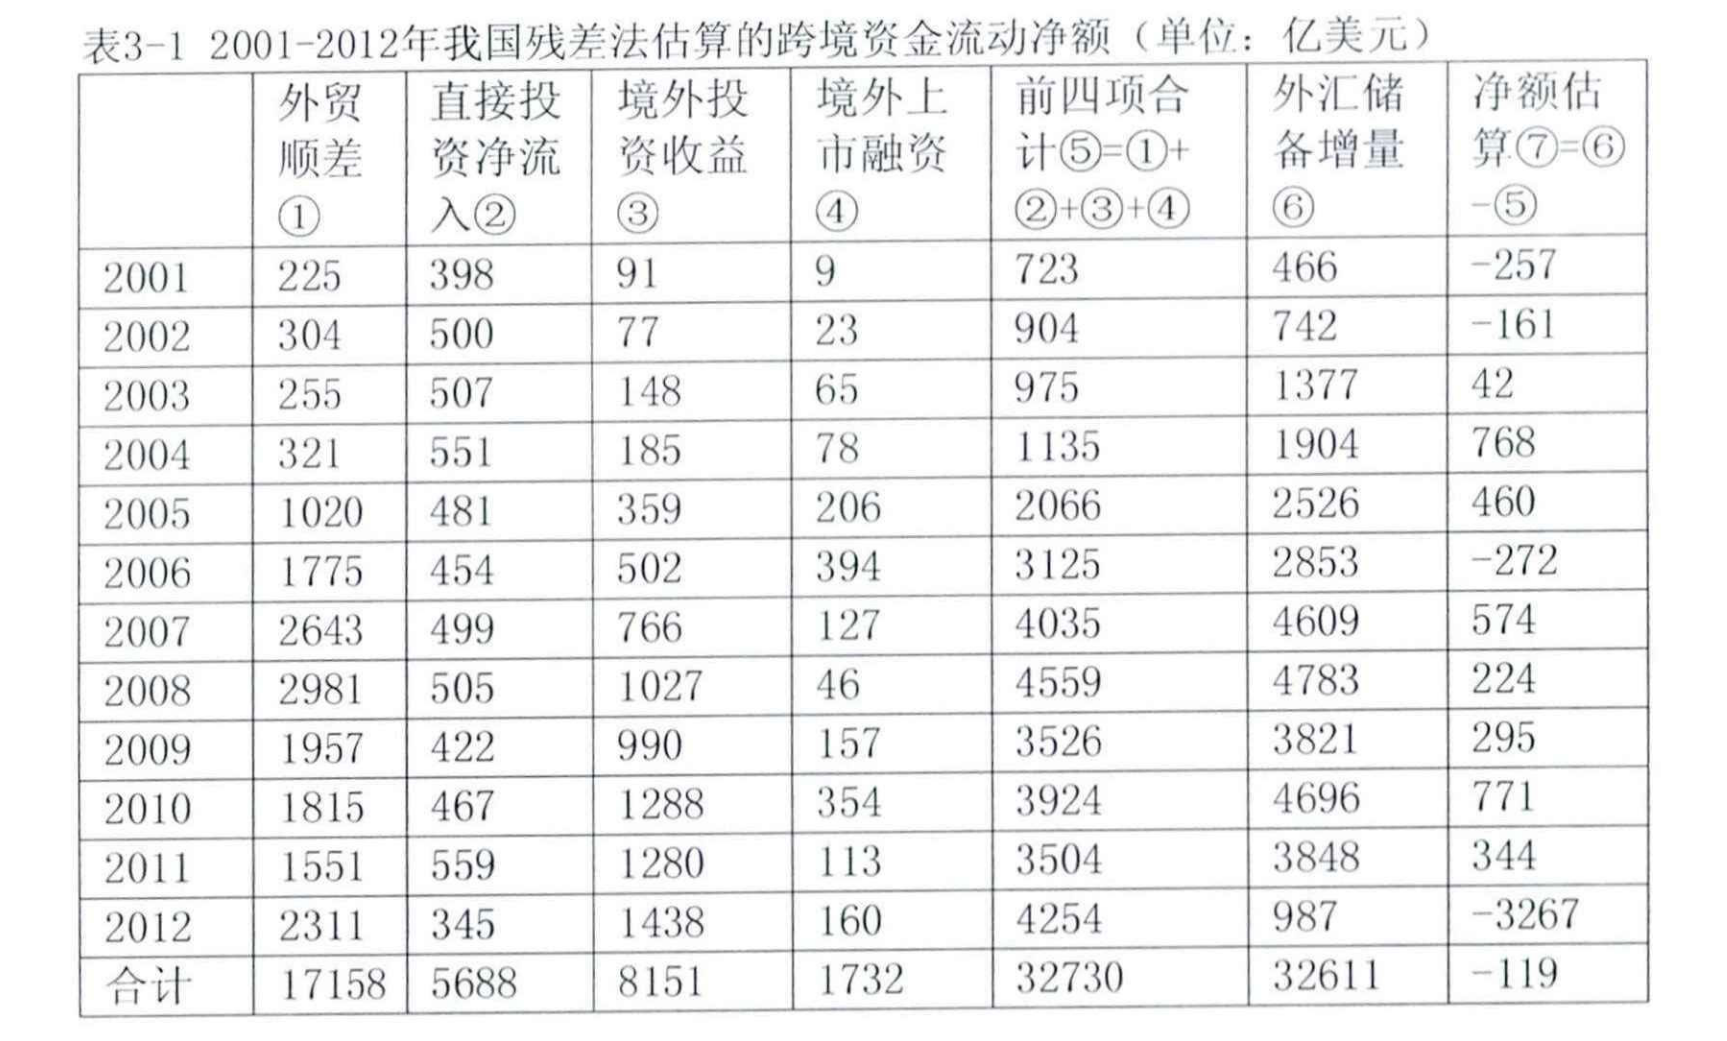 表3-1 2001-2012年我国残差法估算的跨境资金流动净额（单位：亿美元）
外贸顺差① 直接投资净流入② 境外投资收益③ 境外上市融资④ 前四项合计⑤=①+②+③+④ 外汇储备增量⑥ 净额估算⑦=⑥-⑤
2001 225 398 91 9 723 466 -257
2002 304 500 77 23 904 742 -161
2003 255 507 148 65 975 1377 42
2004 321 551 185 78 1135 1904 768
2005 1020 481 359 206 2066 2526 460
2006 1775 454 502 394 3125 2853 -272
2007 2643 499 766 127 4035 4609 574
2008 2981 505 1027 46 4559 4783 224
2009 1957 422 990 157 3526 3821 295
2010 1815 467 1288 354 3924 4696 771
2011 1551 559 1280 113 3504 3848 344
2012 2311 345 1438 160 4254 987 -3267
合计 17158 5688 8151 1732 32730 32611 -119